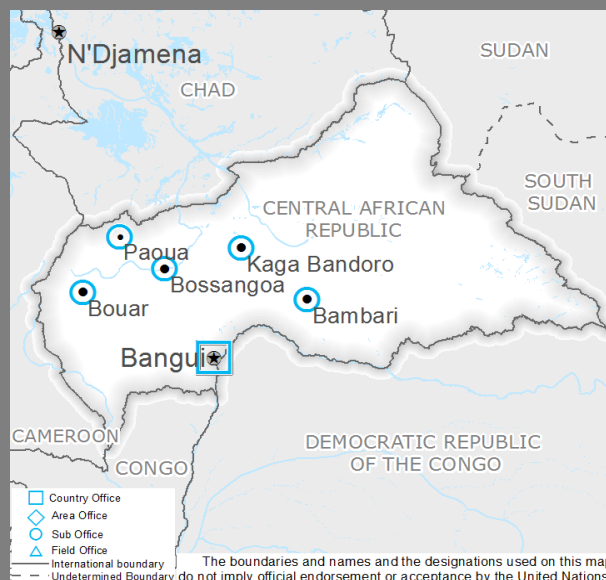 N'Djamena
SUDAN
CHAD
SOUTH
SUDAN
CENTRAL AFRICAN
REPUBLIC
Paoua
Kaga Bandoro
Bossangoa
Bouar
Bambari
Bangui
CAMEROON
CONGO
DEMOCRATIC REPUBLIC
OF THE CONGO
Country Office
Area Office
Sub Office
Field Office
International boundary
Undetermined Boundary
The boundaries and names and the designations used on this map
do not imply official endorsement or acceptance by the United Nations